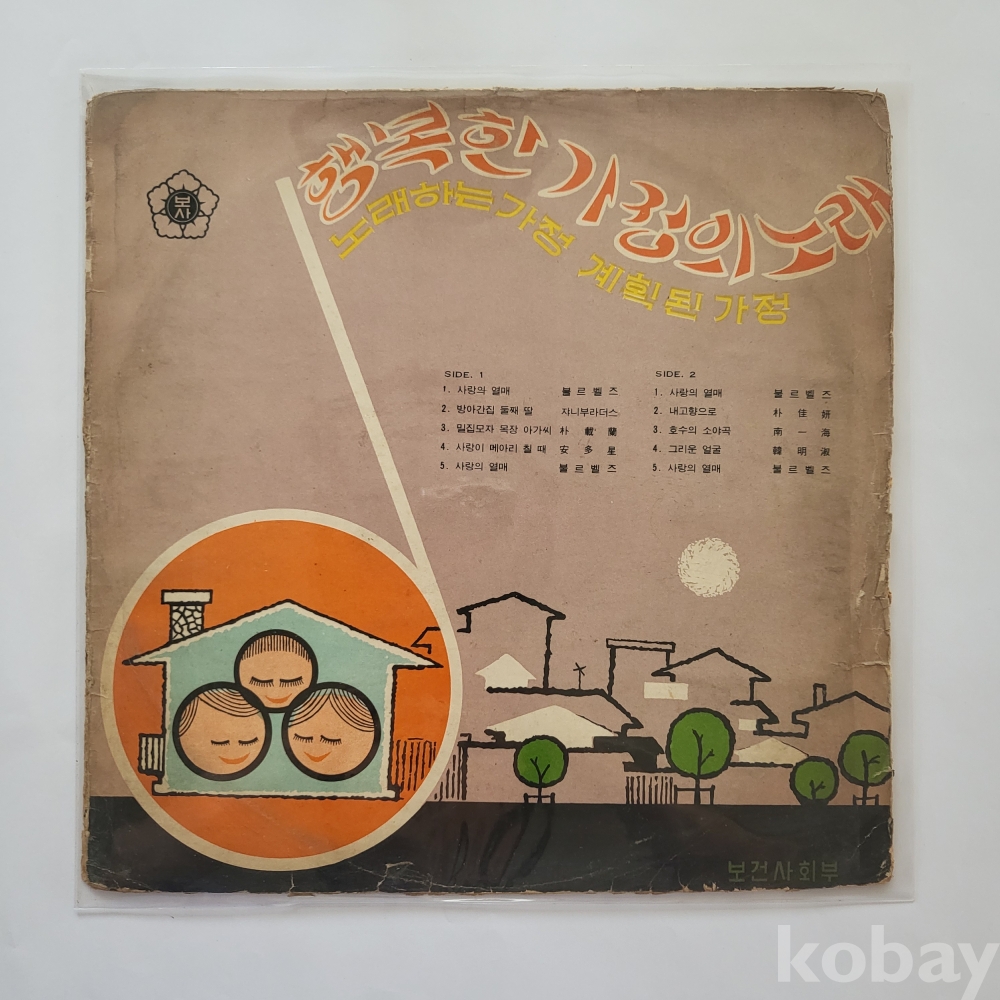 행복한 가정의 노래
노래하는 가정 계획된 가정
보사
SIDE. 1
1. 사랑의 열매 블르벨즈
2. 방아간집 둘째 딸 쟈니부라더스
3. 밀집모자 목장 아가씨 朴載蘭
4. 사랑이 메아리 칠 때 安多星
5. 사랑의 열매 블르벨즈
SIDE. 2
1. 사랑의 열매 블르벨즈
2. 내고향으로 朴佳妍
3. 호수의 소야곡 南一海
4. 그리운 얼굴 韓明淑
5. 사랑의 열매 블르벨즈
보건사회부
kobay